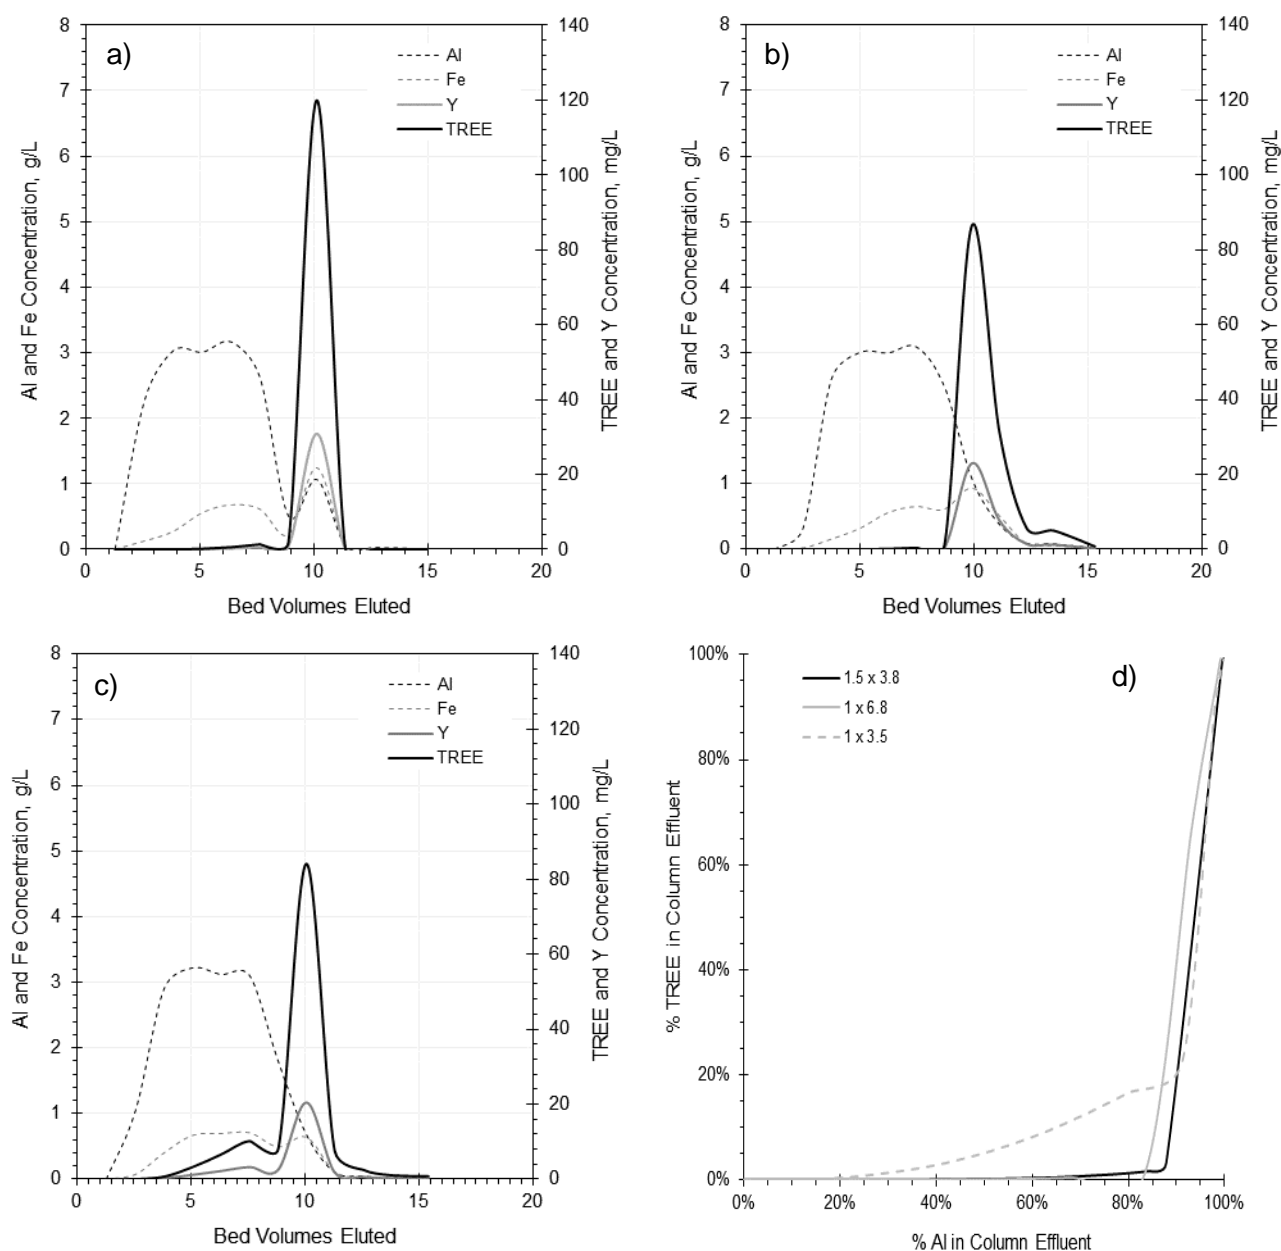 a)
Al
Fe
Y
TREE
8
7
6
5
4
3
2
1
0
140
120
100
80
60
40
20
0
0 5 10 15 20
Al and Fe Concentration, g/L
TREE and Y Concentration, mg/L
Bed Volumes Eluted
b)
Al
Fe
Y
TREE
8
7
6
5
4
3
2
1
0
140
120
100
80
60
40
20
0
0 5 10 15 20
Al and Fe Concentration, g/L
TREE and Y Concentration, mg/L
Bed Volumes Eluted
c)
Al
Fe
Y
TREE
8
7
6
5
4
3
2
1
0
140
120
100
80
60
40
20
0
0 5 10 15 20
Al and Fe Concentration, g/L
TREE and Y Concentration, mg/L
Bed Volumes Eluted
d)
1.5 x 3.8
1 x 6.8
1 x 3.5
100%
80%
60%
40%
20%
0%
0% 20% 40% 60% 80% 100%
% TREE in Column Effluent
% Al in Column Effluent